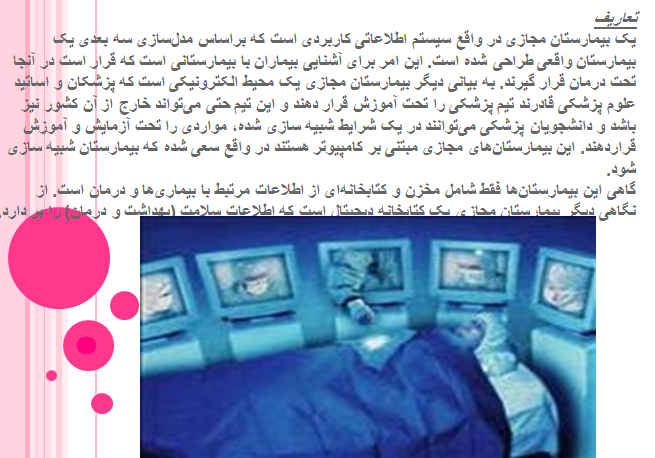 تعاریف
یک بیمارستان مجازی در واقع سیستم اطلاعاتی کاربردی است که براساس مدل‌سازی سه بعدی یک
بیمارستان واقعی طراحی شده است. این امر برای آشنایی بیماران با بیمارستانی است که قرار است در آنجا
تحت درمان قرار گیرند. به بیانی دیگر بیمارستان مجازی یک محیط الکترونیکی است که پزشکان و اساتید
علوم پزشکی قادرند تیم پزشکی را تحت آموزش قرار دهند و این تیم حتی می‌تواند خارج از آن کشور نیز
باشد و دانشجویان پزشکی می‌توانند در یک شرایط شبیه سازی شده، مواردی را تحت آزمایش و آموزش
قراردهند. این بیمارستان‌های مجازی مبتنی بر کامپیوتر هستند در واقع سعی شده که بیمارستان شبیه سازی
شود.
گاهی این بیمارستان‌ها فقط شامل مخزن و کتابخانه‌ای از اطلاعات مرتبط با بیماری‌ها و درمان است. از
نگاهی دیگر بیمارستان مجازی یک کتابخانه دیجیتال است که اطلاعات سلامت (بهداشت و درمان) را بر دارد.